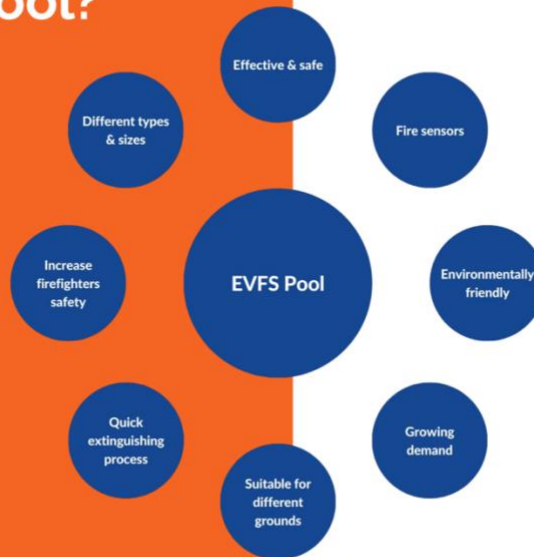 ool?
Effective & safe
Different types
& sizes
Fire sensors
Increase
firefighters
safety
EVFS Pool
Environmentally
friendly
Quick
extinguishing
process
Growing
demand
Suitable for
different
grounds